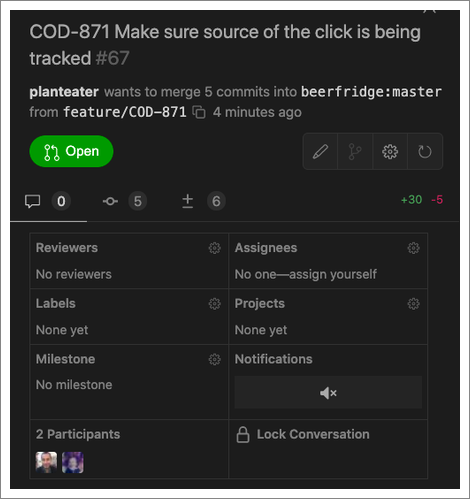 COD-871 Make sure source of the click is being
tracked #67
planteater wants to merge 5 commits into beerfridge:master
from feature/COD-871 4 minutes ago
Open
0 5 6 +30 -5
Reviewers
No reviewers
Assignees
No one—assign yourself
Labels
None yet
Projects
None yet
Milestone
No milestone
Notifications
2 Participants
Lock Conversation